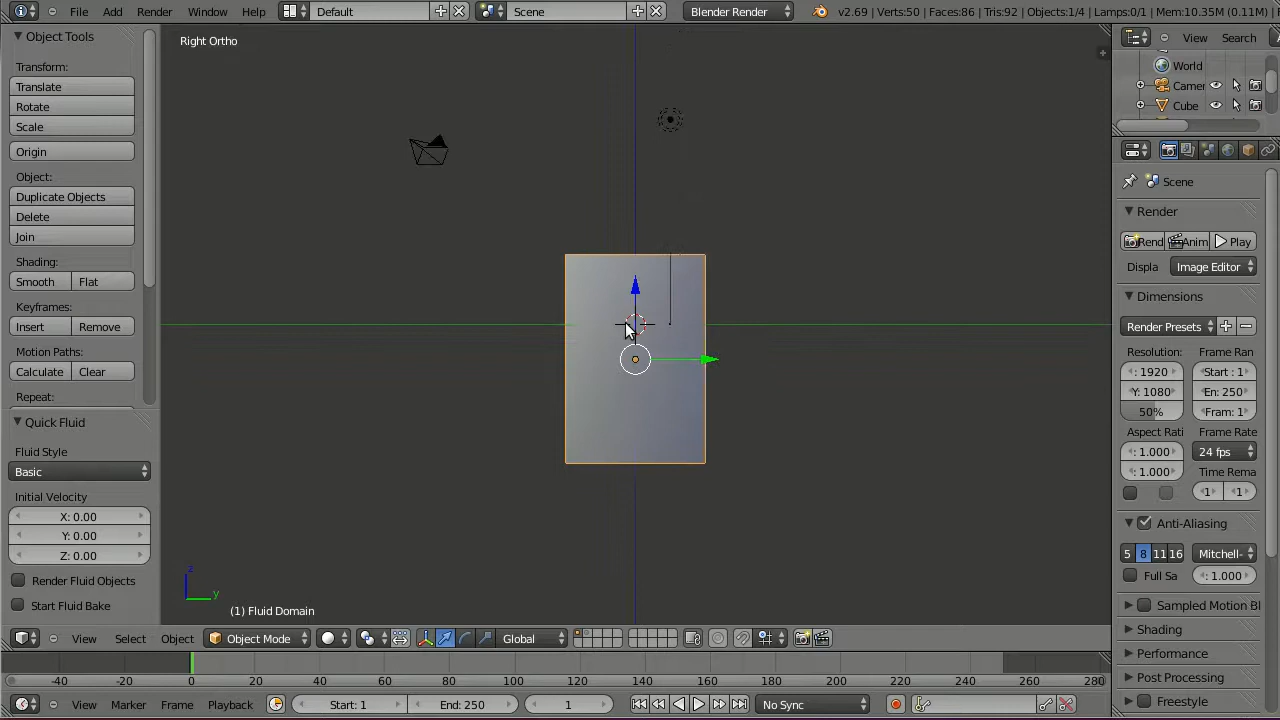 File Add Render Window Help Default Scene Blender Render v2.69 | Verts:50 | Faces:86 | Tris:92 | Objects:1/4 | Lamps:0/1 | Mem:10.35M (0.11M) |
Object Tools
Transform:
Translate
Rotate
Scale
Origin
Object:
Duplicate Objects
Delete
Join
Shading:
Smooth Flat
Keyframes:
Insert Remove
Motion Paths:
Calculate Clear
Repeat:
Quick Fluid
Fluid Style
Basic
Initial Velocity
X: 0.00
Y: 0.00
Z: 0.00
Render Fluid Objects
Start Fluid Bake
Right Ortho
z
y
(1) Fluid Domain
View Select Object Object Mode Global
View Search
World
Camer
Cube
Scene
Render
Rend Anim Play
Displa Image Editor
Dimensions
Render Presets
Resolution: Frame Ran
: 1920 Start : 1
Y: 1080 En: 250
50% Fram: 1
Aspect Rati Frame Rate
: 1.000 24 fps
: 1.000 Time Rema
1 1
Anti-Aliasing
5 8 11 16 Mitchell-
Full Sa : 1.000
Sampled Motion Bl
Shading
Performance
Post Processing
Freestyle
-40 -20 0 20 40 60 80 100 120 140 160 180 200 220 240 260 280
View Marker Frame Playback Start: 1 End: 250 1 No Sync